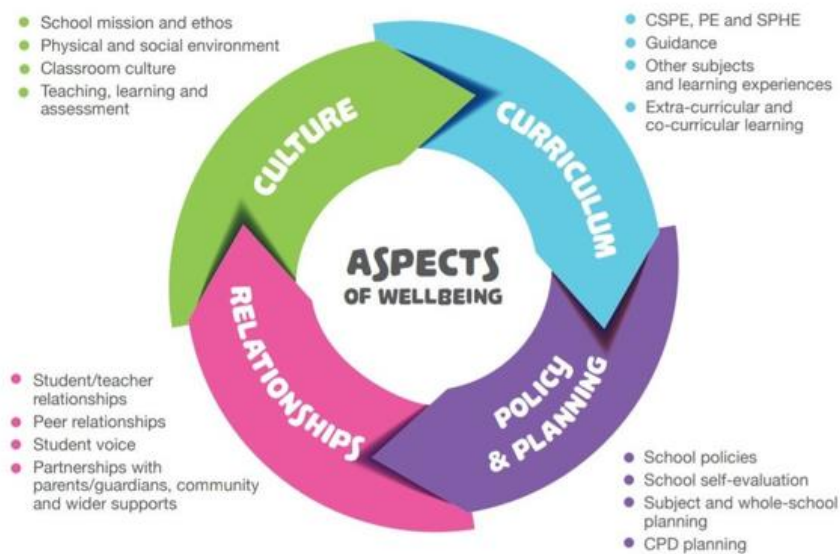 School mission and ethos
Physical and social environment
Classroom culture
Teaching, learning and
assessment
CSPE, PE and SPHE
Guidance
Other subjects
and learning experiences
Extra-curricular and
co-curricular learning
CULTURE
CURRICULUM
ASPECTS
OF WELLBEING
RELATIONSHIPS
POLICY
& PLANNING
Student/teacher
relationships
Peer relationships
Student voice
Partnerships with
parents/guardians, community
and wider supports
School policies
School self-evaluation
Subject and whole-school
planning
CPD planning